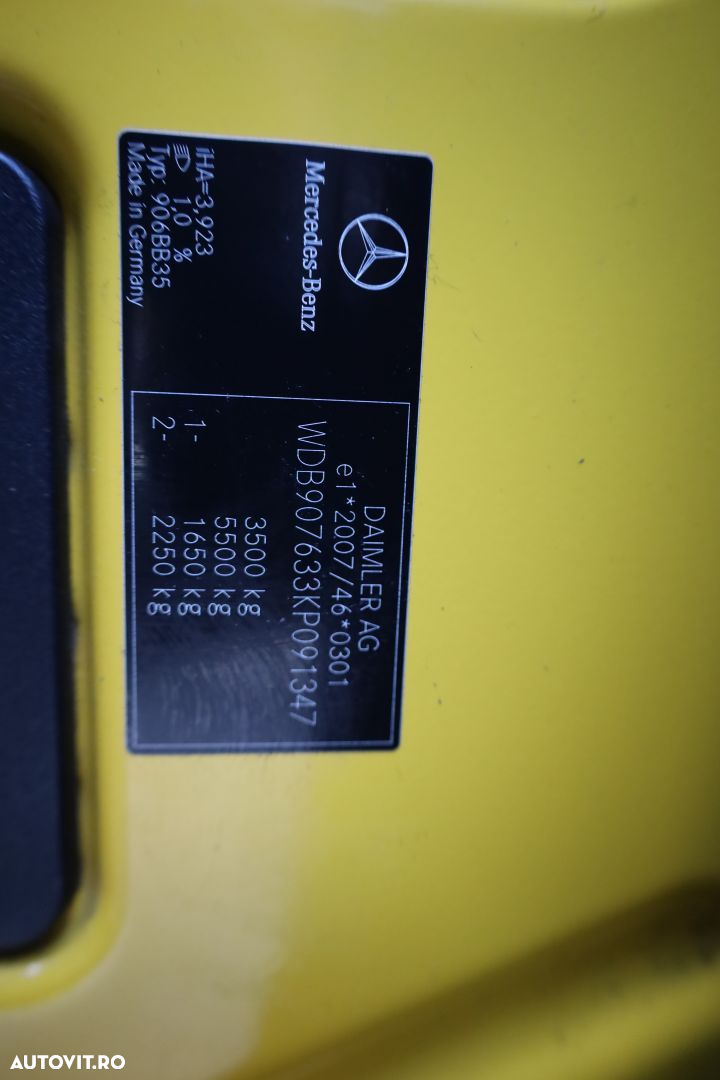 Mercedes-Benz
iHA=3,923
1,0 %
Typ: 906BB35
Made in Germany
DAIMLER AG
e1*2007/46*0301
WDB907633KP091347
3500 kg
5500 kg
1- 1650 kg
2- 2250 kg
AUTOVIT.RO